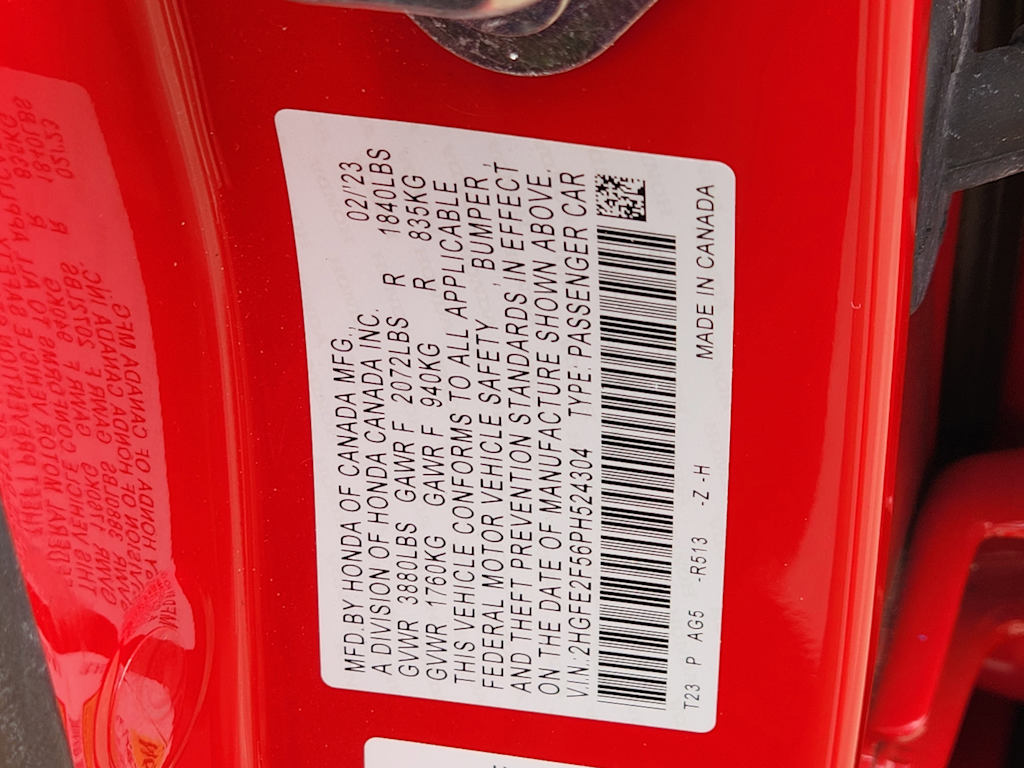 MFD.BY HONDA OF CANADA MFG., 02/'23
A DIVISION OF HONDA CANADA INC.
GVWR 3880LBS GAWR F 2072LBS R 1840LBS
GVWR 1760KG GAWR F 940KG R 835KG
THIS VEHICLE CONFORMS TO ALL APPLICABLE
FEDERAL MOTOR VEHICLE SAFETY, BUMPER,
AND THEFT PREVENTION STANDARDS IN EFFECT
ON THE DATE OF MANUFACTURE SHOWN ABOVE.
V.I.N.:2HGFE2F56PH524304 TYPE: PASSENGER CAR
T23 P AG5 -R513 -Z -H MADE IN CANADA